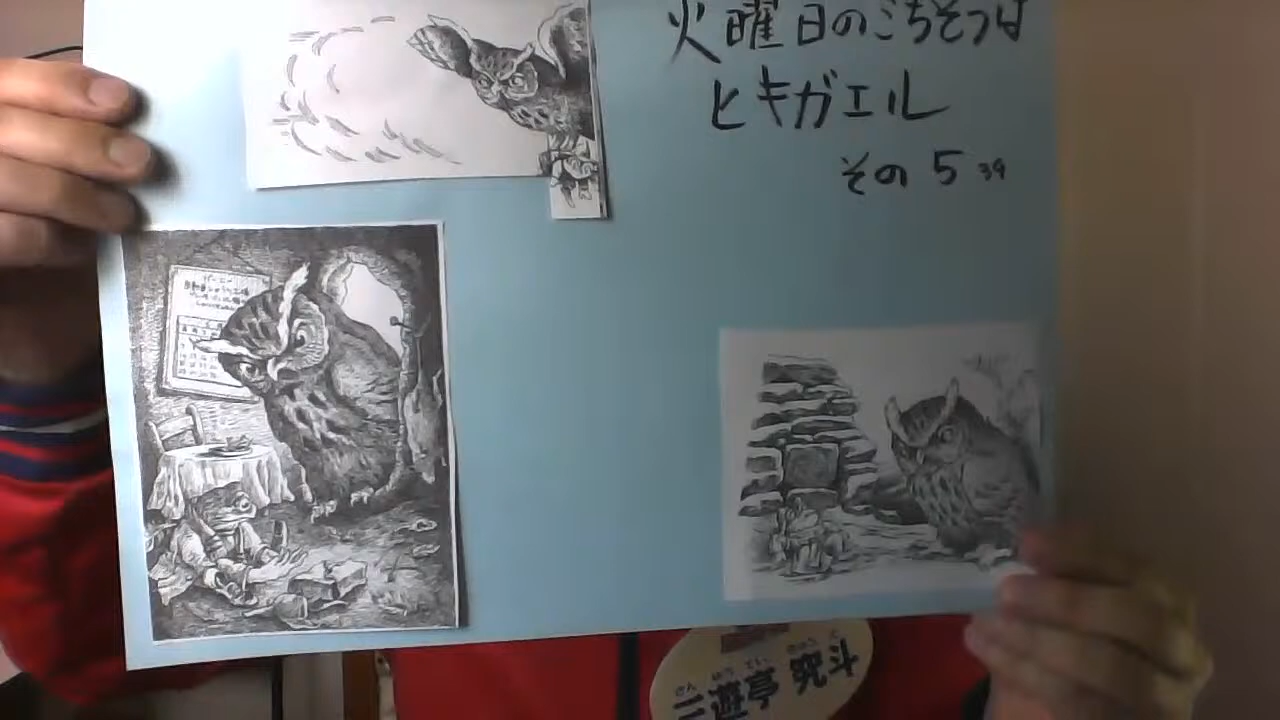 火曜日のごちそうは
ヒキガエル
その5 39
三遊亭 究斗